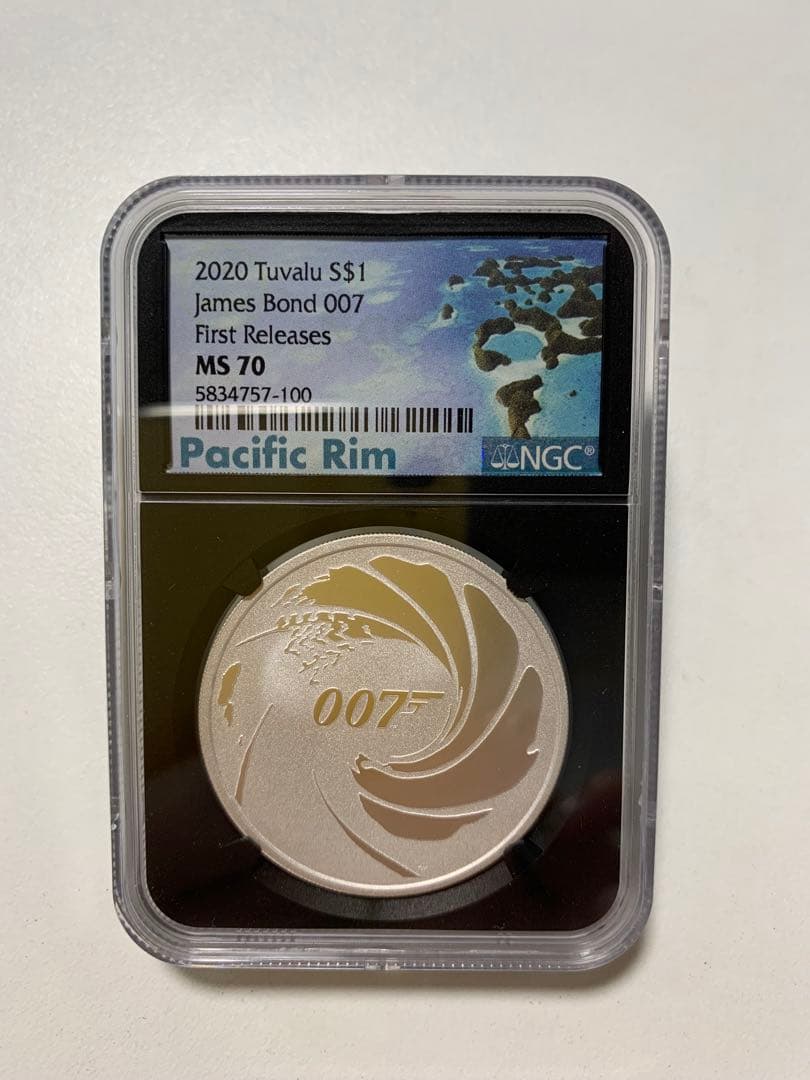 2020 Tuvalu S$1
James Bond 007
First Releases
MS 70
5834757-100
Pacific Rim
NGC®
007